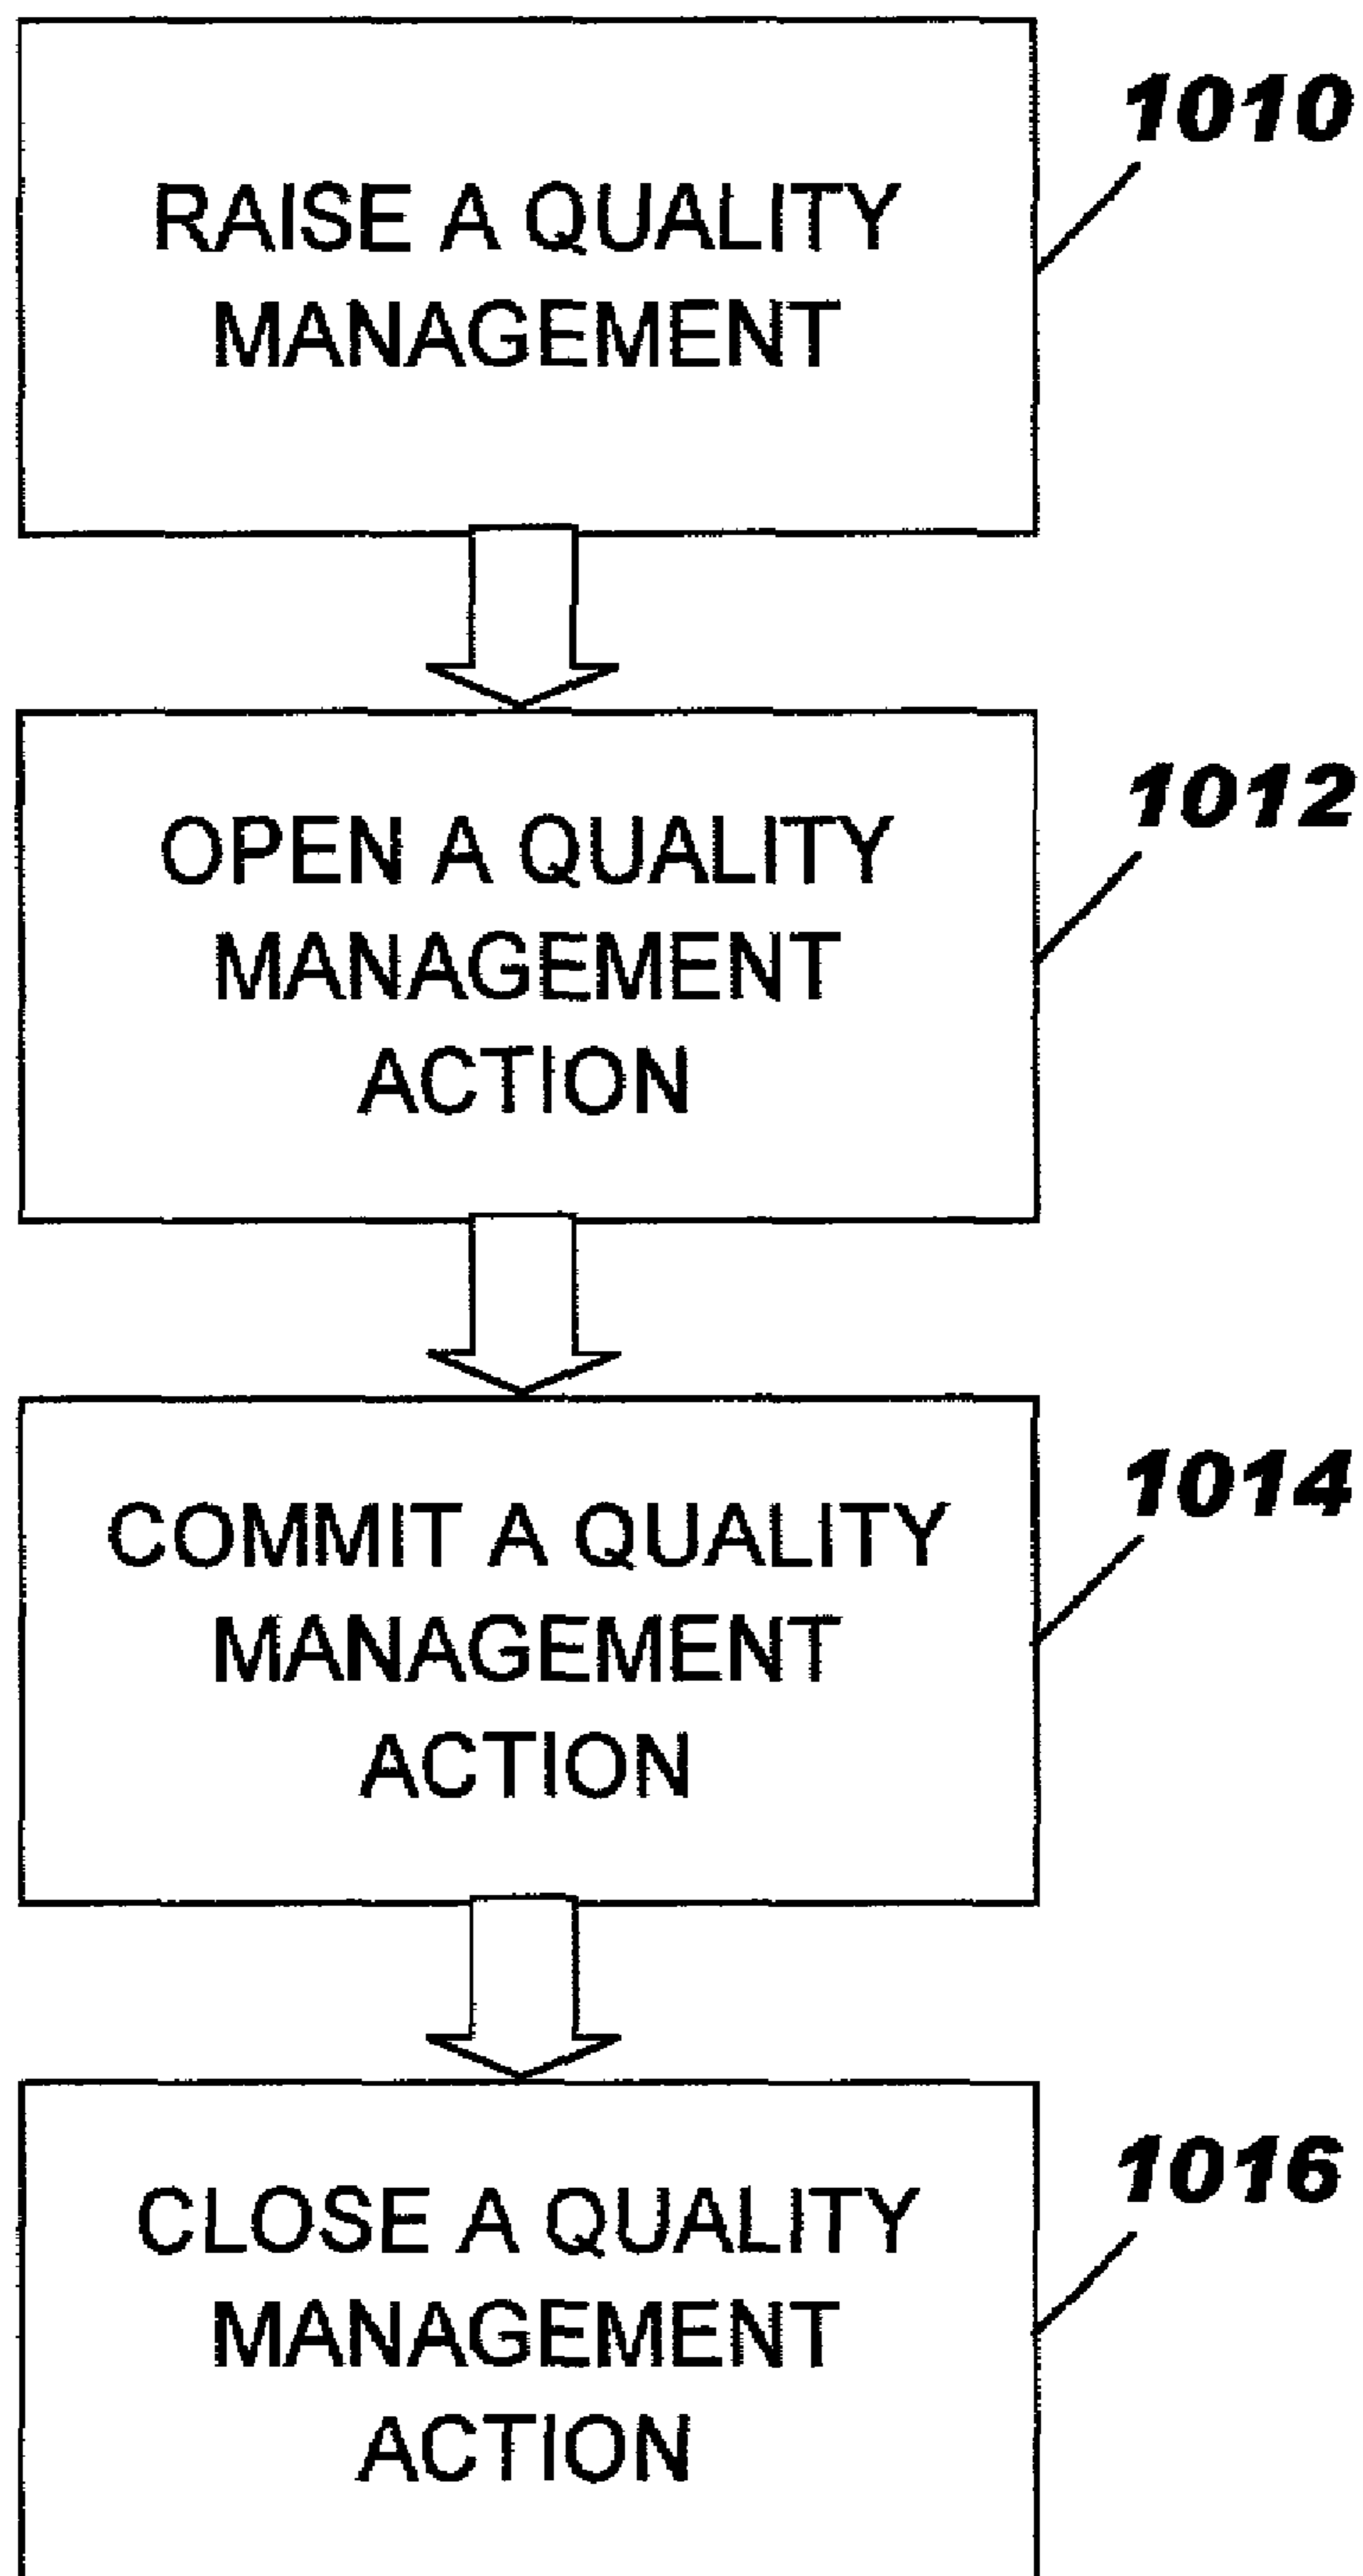 1010
RAISE A QUALITY
MANAGEMENT
1012
OPEN A QUALITY
MANAGEMENT
ACTION
1014
COMMIT A QUALITY
MANAGEMENT
ACTION
1016
CLOSE A QUALITY
MANAGEMENT
ACTION